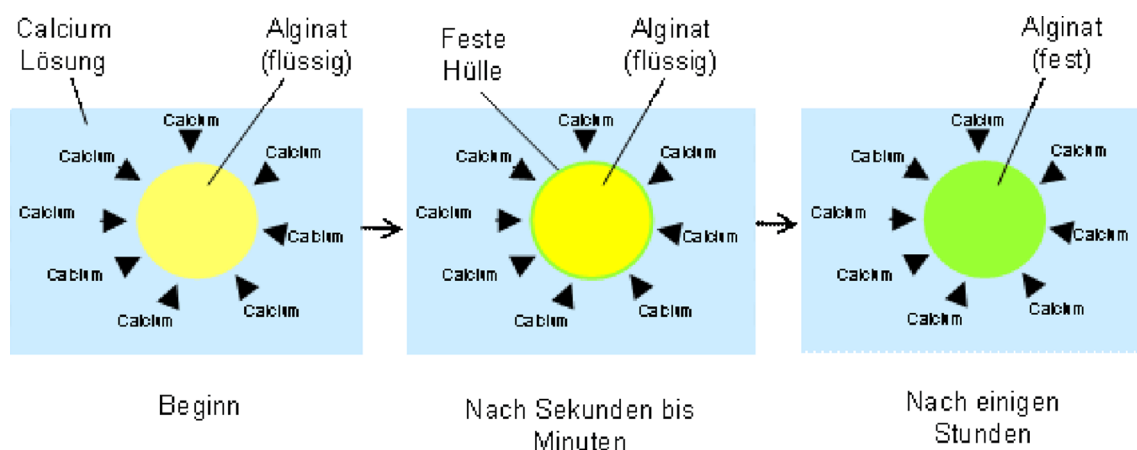 Calcium
Lösung
Alginat
(flüssig)
Calcium
Calcium
Calcium
Calcium
Calcium
Calcium
Calcium
Calcium
Beginn
Feste
Hülle
Alginat
(flüssig)
Calcium
Calcium
Calcium
Calcium
Calcium
Calcium
Calcium
Calcium
Nach Sekunden bis
Minuten
Alginat
(fest)
Calcium
Calcium
Calcium
Calcium
Calcium
Calcium
Calcium
Calcium
Nach einigen
Stunden